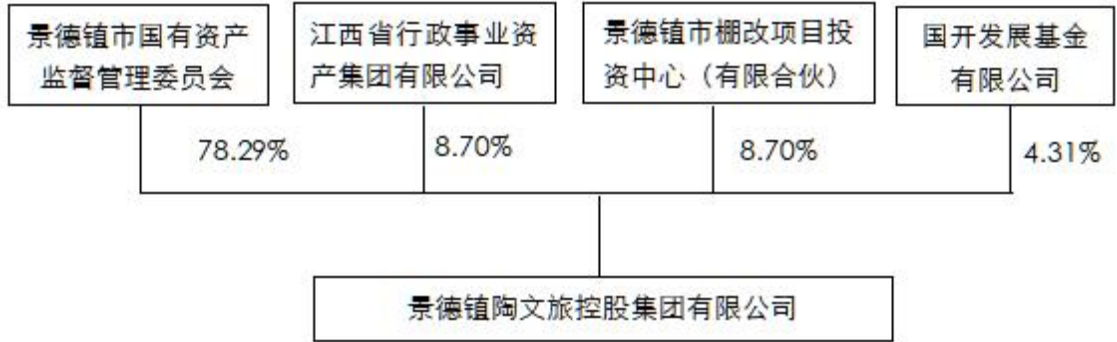 景德镇市国有资产
监督管理委员会
江西省行政事业资
产集团有限公司
景德镇市棚改项目投
资中心（有限合伙）
国开发展基金
有限公司
78.29%
8.70%
8.70%
4.31%
景德镇陶文旅控股集团有限公司